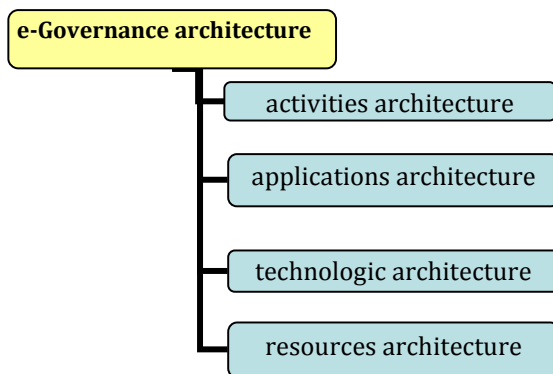 e-Governance architecture
activities architecture
applications architecture
technologic architecture
resources architecture